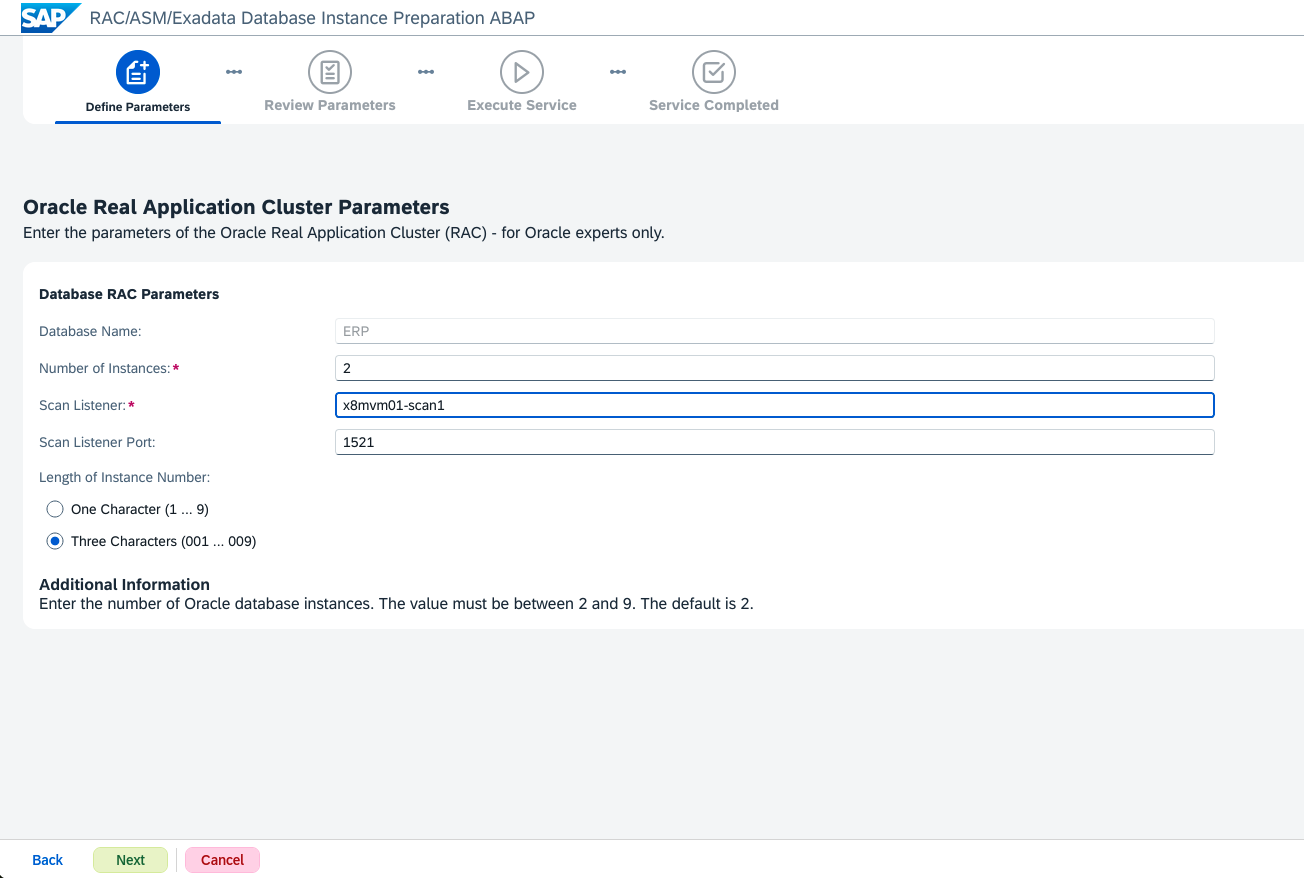 SAP RAC/ASM/Exadata Database Instance Preparation ABAP
Define Parameters
Review Parameters
Execute Service
Service Completed
Oracle Real Application Cluster Parameters
Enter the parameters of the Oracle Real Application Cluster (RAC) - for Oracle experts only.
Database RAC Parameters
Database Name: ERP
Number of Instances:* 2
Scan Listener:* x8mvm01-scan1
Scan Listener Port: 1521
Length of Instance Number:
One Character (1 ... 9)
Three Characters (001 ... 009)
Additional Information
Enter the number of Oracle database instances. The value must be between 2 and 9. The default is 2.
Back Next Cancel